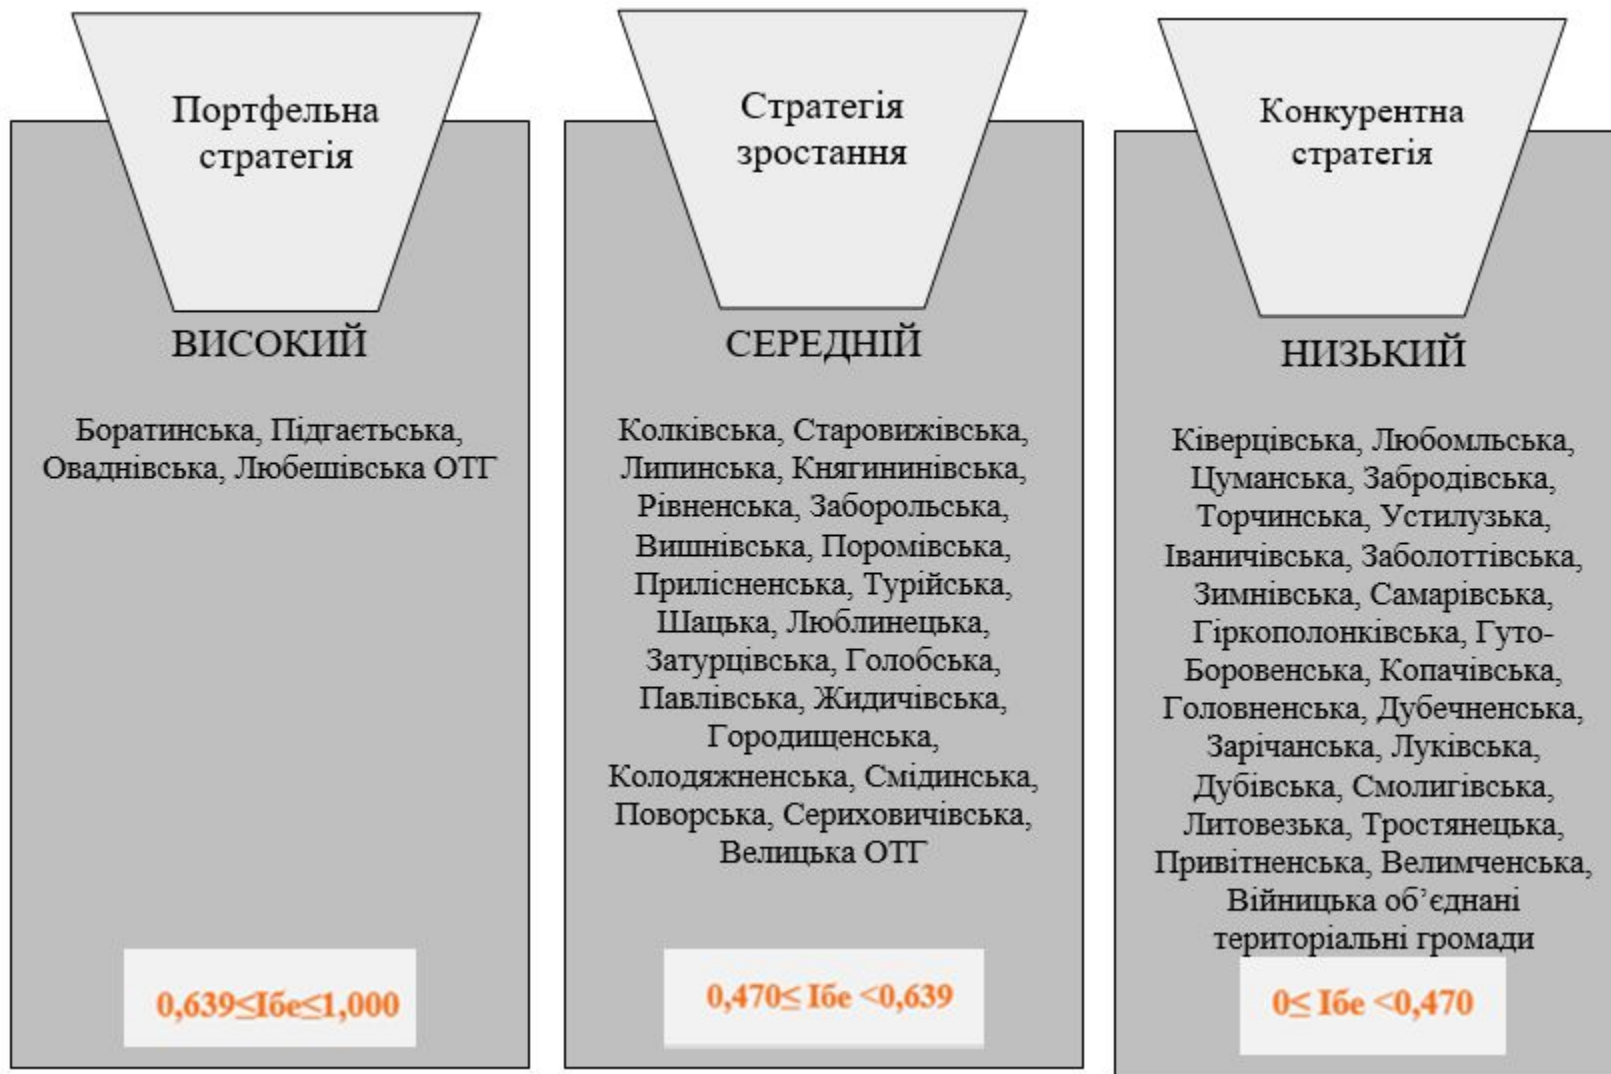 Портфельна
стратегія
ВИСОКИЙ
Боратинська, Підгаєтьська,
Оваднівська, Любешівська ОТГ
0,639≤Ібе≤1,000
Стратегія
зростання
СЕРЕДНІЙ
Колківська, Старовижівська,
Липинська, Княгининівська,
Рівненська, Заборольська,
Вишнівська, Поромівська,
Прилісненська, Турійська,
Шацька, Люблинецька,
Затурцівська, Голобська,
Павлівська, Жидичівська,
Городищенська,
Колодяжненська, Смідинська,
Поворська, Сериховичівська,
Велицька ОТГ
0,470≤ Ібе <0,639
Конкурентна
стратегія
НИЗЬКИЙ
Ківерцівська, Любомльська,
Цуманська, Забродівська,
Торчинська, Устилузька,
Іваничівська, Заболоттівська,
Зимнівська, Самарівська,
Гіркополонківська, Гуто-
Боровенська, Копачівська,
Головненська, Дубечненська,
Зарічанська, Луківська,
Дубівська, Смолигівська,
Литовезька, Тростянецька,
Привітненська, Велимченська,
Війницька об’єднані
територіальні громади
0≤ Ібе <0,470